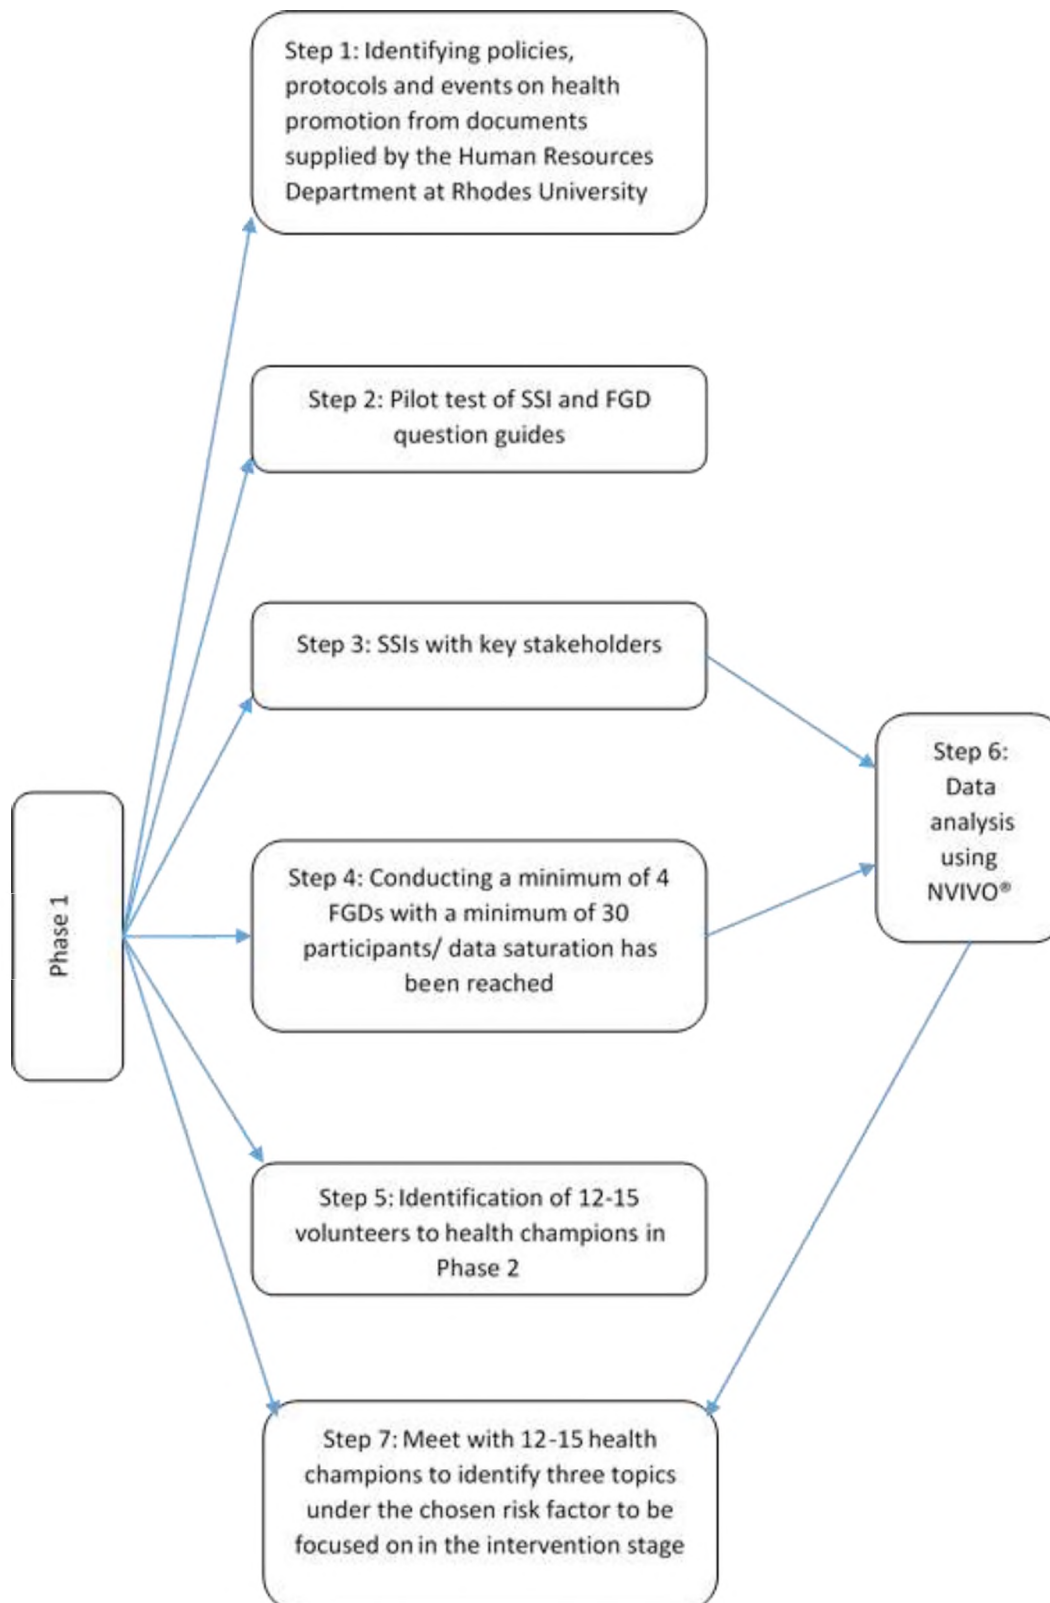 Step 1: Identifying policies,
protocols and events on health
promotion from documents
supplied by the Human Resources
Department at Rhodes University
Step 2: Pilot test of SSI and FGD
question guides
Step 3: SSIs with key stakeholders
Step 6:
Data
analysis
using
NVIVO®
Phase 1
Step 4: Conducting a minimum of 4
FGDs with a minimum of 30
participants/ data saturation has
been reached
Step 5: Identification of 12-15
volunteers to health champions in
Phase 2
Step 7: Meet with 12-15 health
champions to identify three topics
under the chosen risk factor to be
focused on in the intervention stage